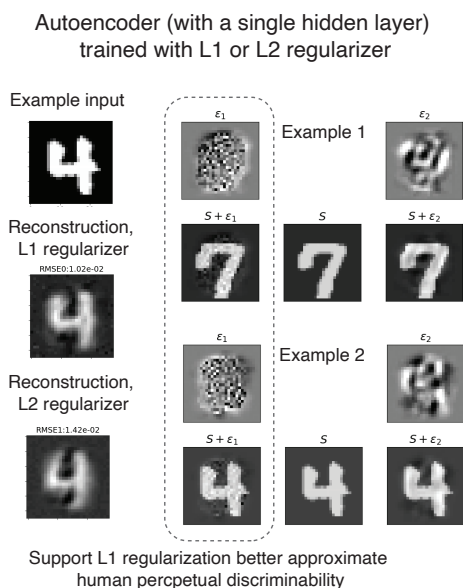 Autoencoder (with a single hidden layer)
trained with L1 or L2 regularizer
Example input
Reconstruction,
L1 regularizer
RMSE0:1.02e-02
Reconstruction,
L2 regularizer
RMSE1:1.42e-02
ε₁
Example 1
ε₂
S + ε₁
S
S + ε₂
ε₁
Example 2
ε₂
S + ε₁
S
S + ε₂
Support L1 regularization better approximate
human percpetual discriminability